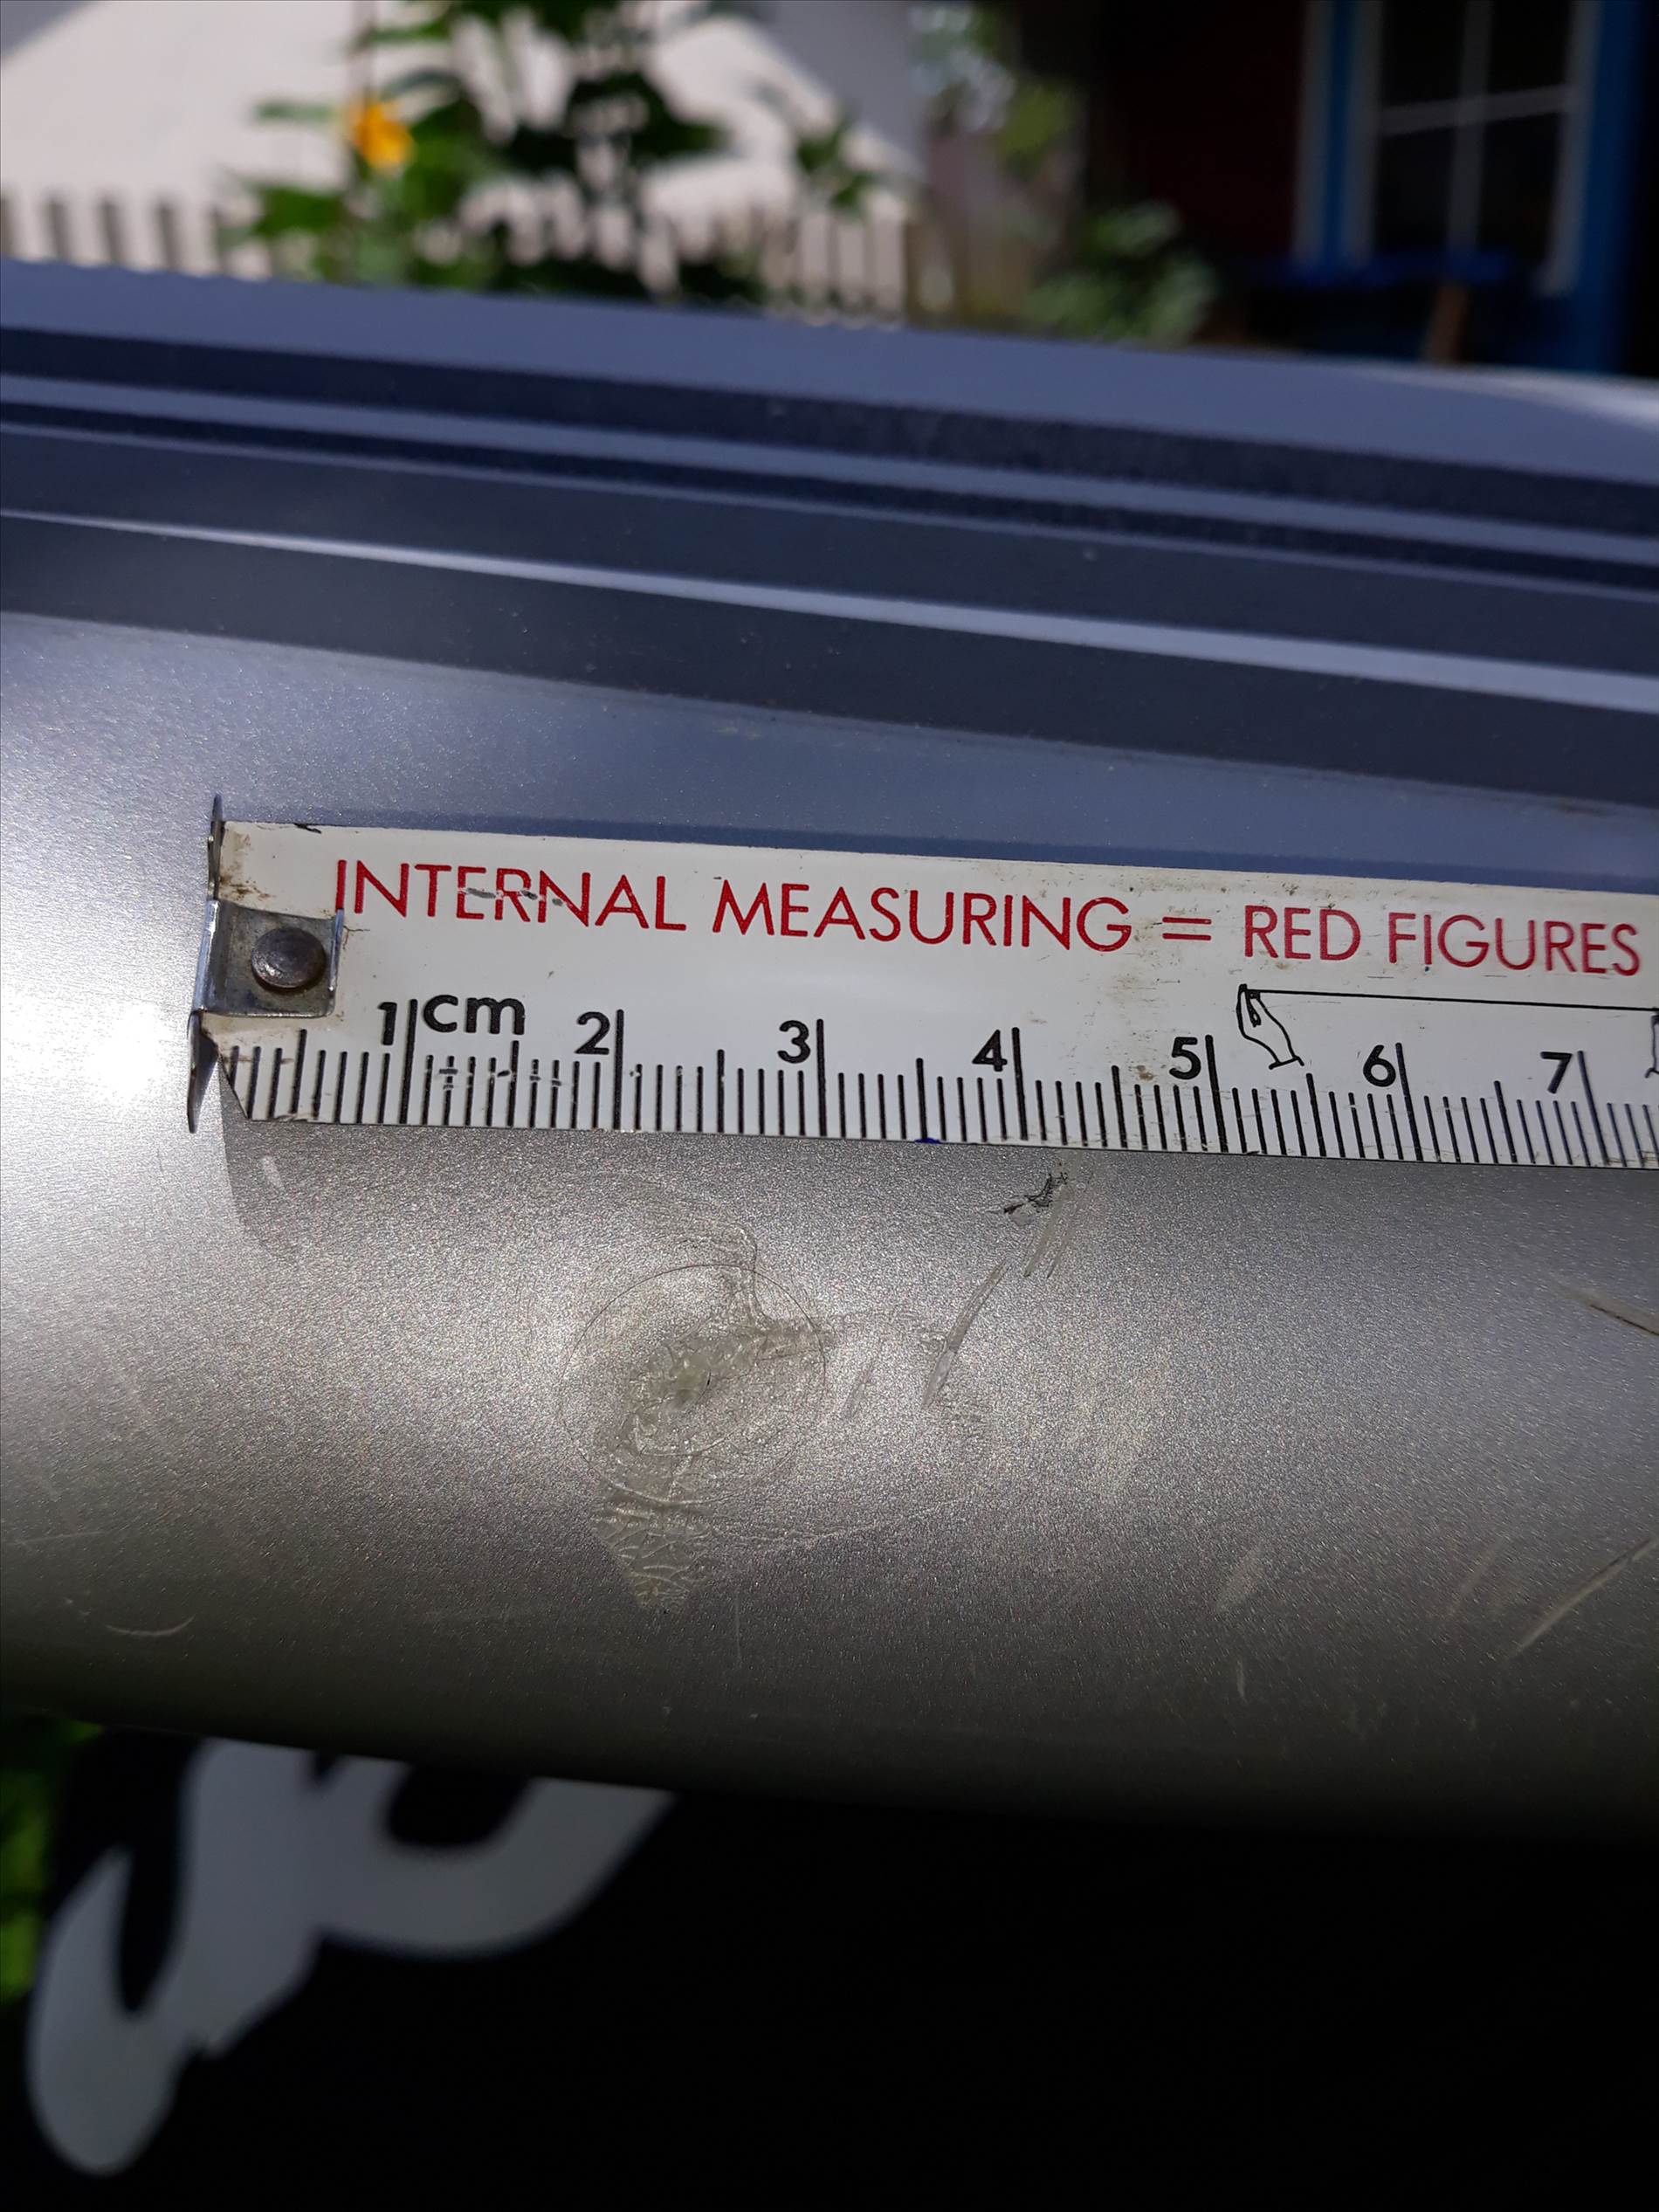 INTERNAL MEASURING = RED FIGURES
1 cm 2 3 4 5 6 7